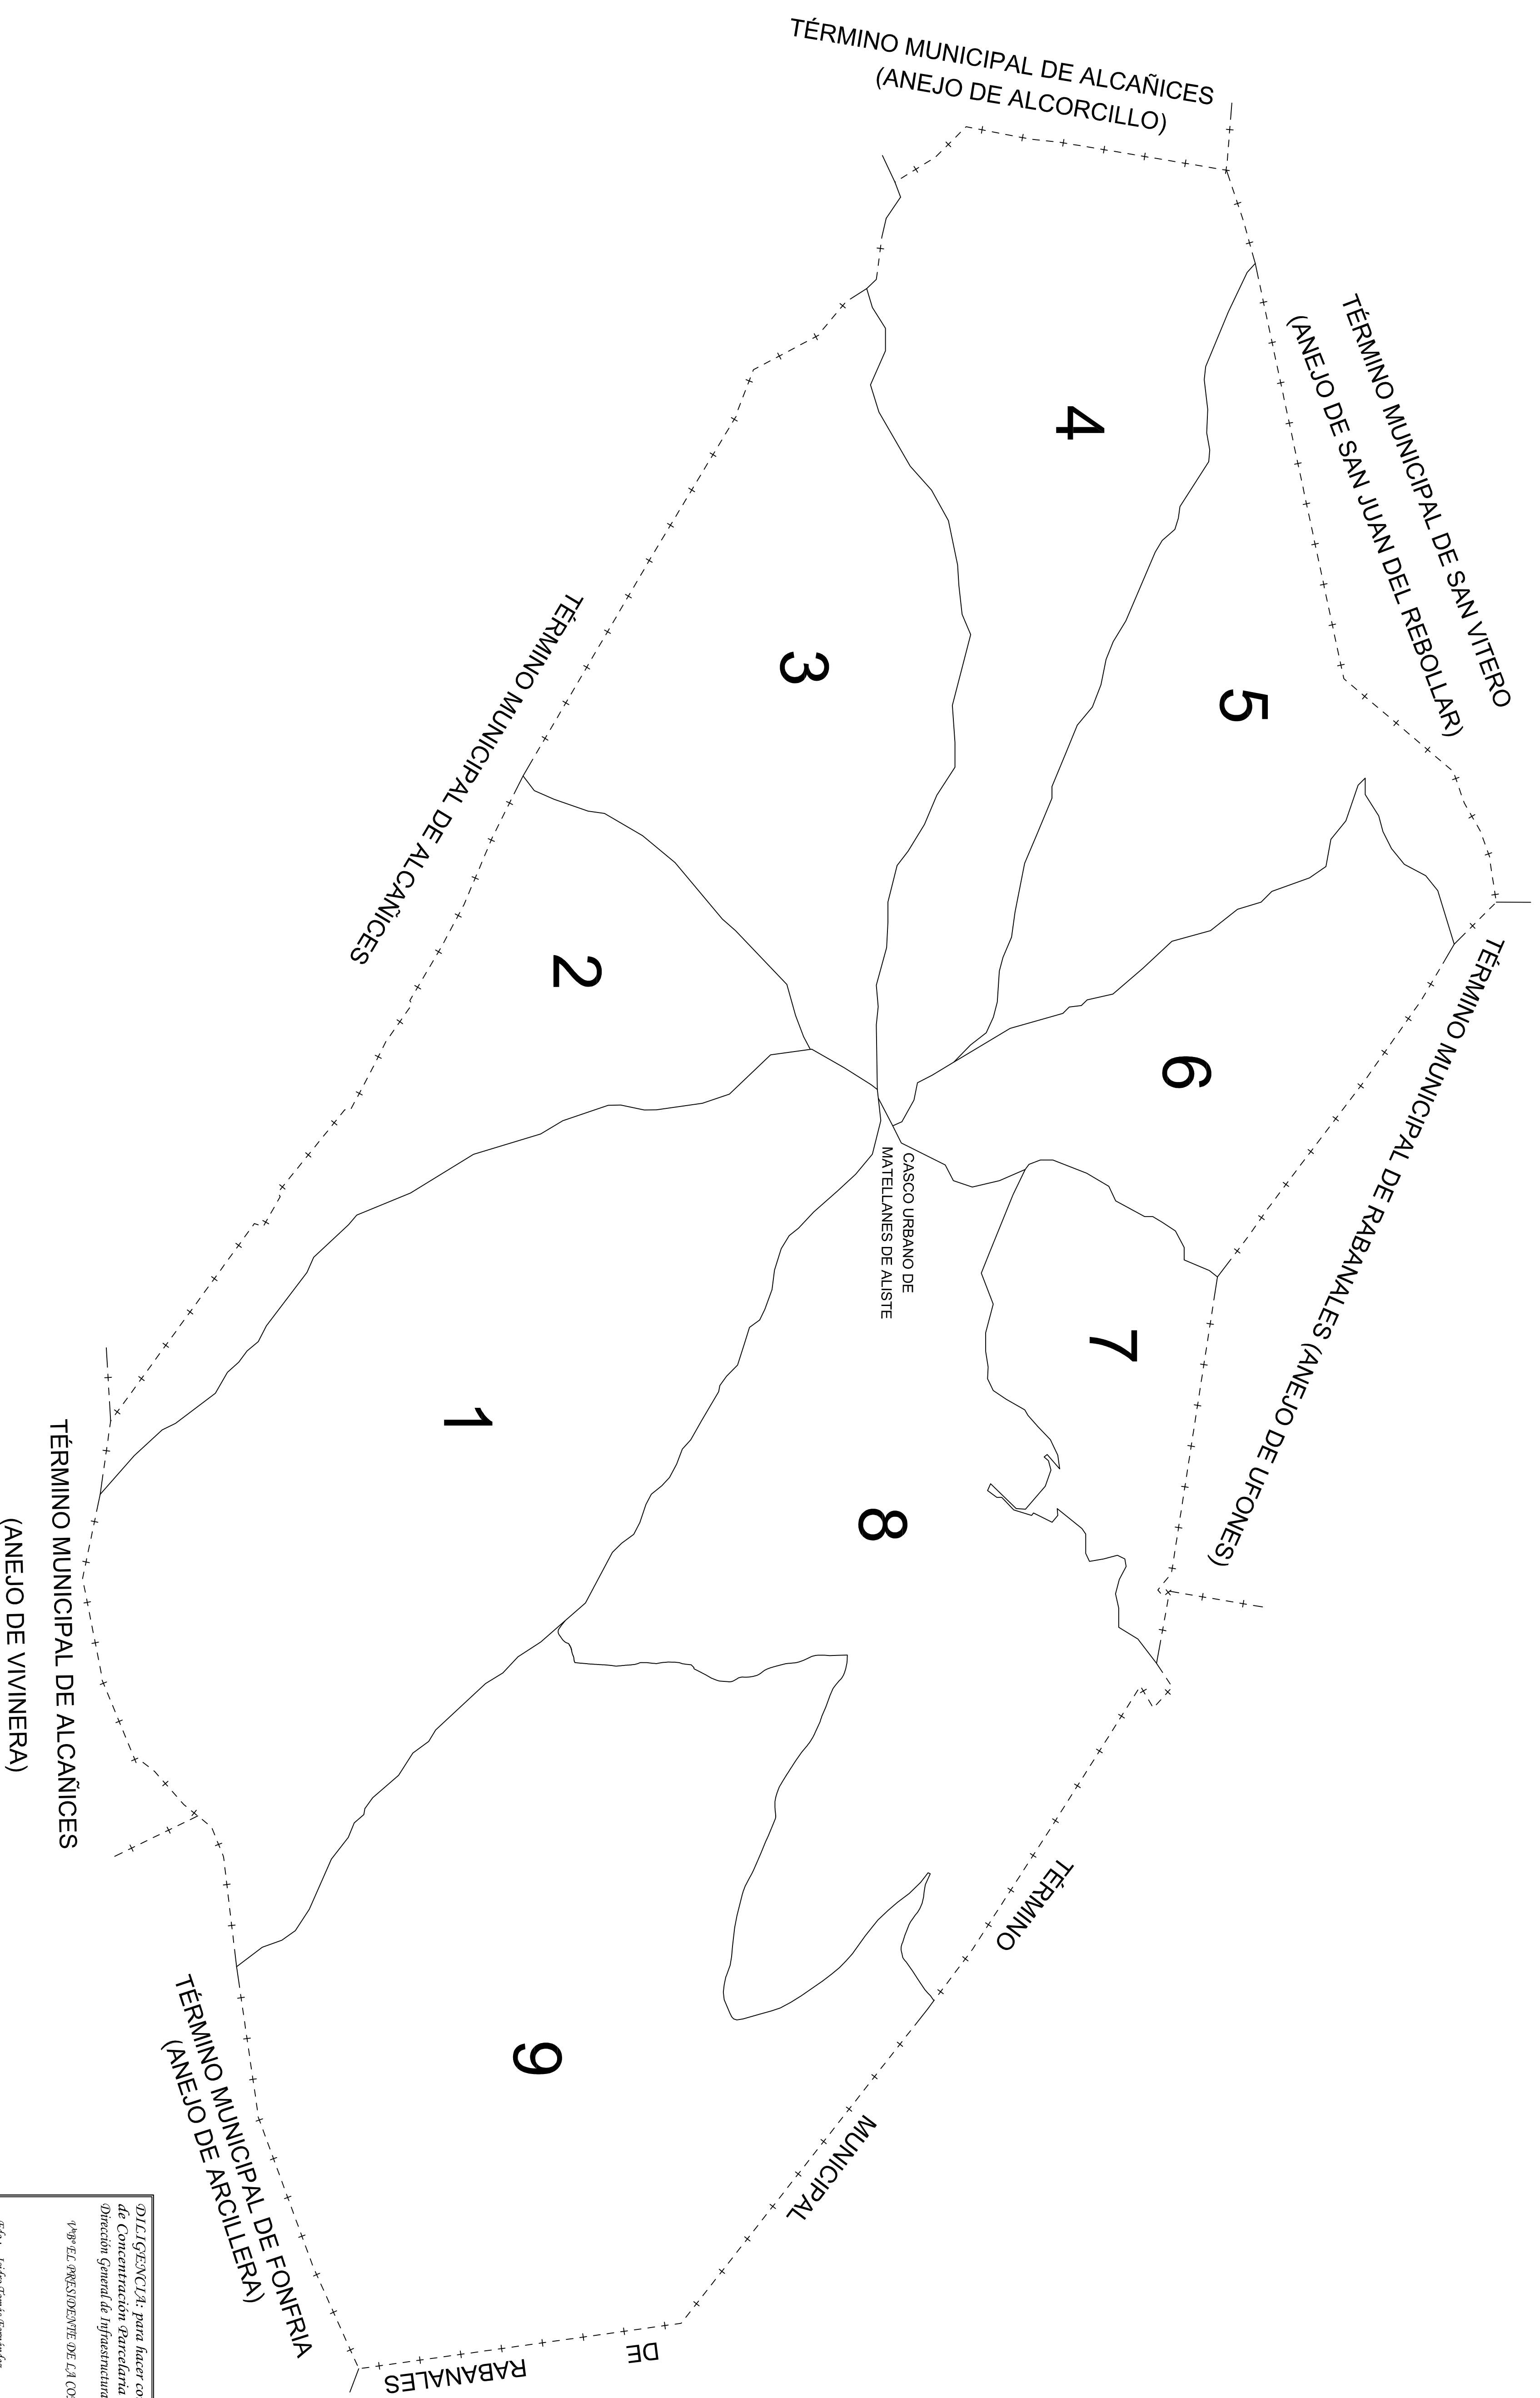 TÉRMINO MUNICIPAL DE ALCAÑICES
(ANEJO DE ALCORCILLO)
TÉRMINO MUNICIPAL DE SAN VITERO
(ANEJO DE SAN JUAN DEL REBOLLAR)
4
3
5
TÉRMINO MUNICIPAL DE ALCAÑICES
2
6
TÉRMINO MUNICIPAL DE RABANALES (ANEJO DE UFONES)
CASCO URBANO DE
MATELLANES DE ALISTE
7
1
8
TÉRMINO MUNICIPAL DE ALCAÑICES
(ANEJO DE VIVINERA)
9
TÉRMINO MUNICIPAL DE FONFRIA
(ANEJO DE ARCILLERA)
TÉRMINO
MUNICIPAL
DE
RABANALES
DILIGENCIA: para hacer
de Concentración Parcelaria
Dirección General de Infraestructura
VºBº EL PRESIDENTE DE LA